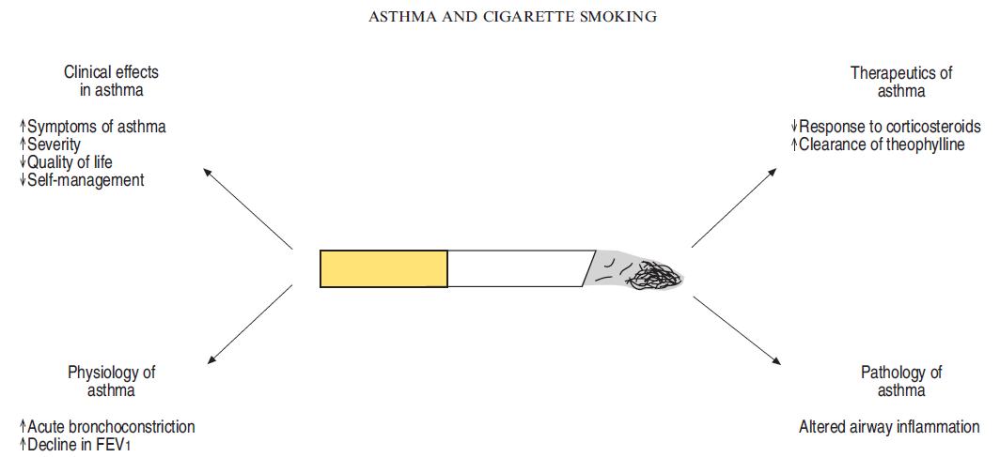 ASTHMA AND CIGARETTE SMOKING
Clinical effects
in asthma
↑Symptoms of asthma
↑Severity
↓Quality of life
↓Self-management
Therapeutics of
asthma
↓Response to corticosteroids
↑Clearance of theophylline
Physiology of
asthma
↑Acute bronchoconstriction
↑Decline in FEV1
Pathology of
asthma
Altered airway inflammation